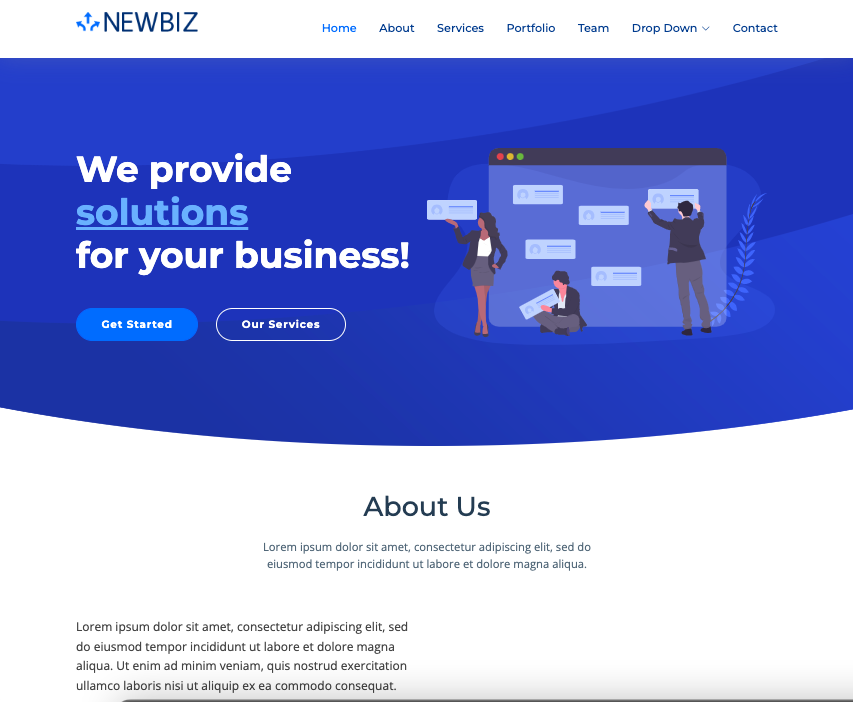 NEWBIZ
Home About Services Portfolio Team Drop Down Contact
We provide
solutions
for your business!
Get Started Our Services
About Us
Lorem ipsum dolor sit amet, consectetur adipiscing elit, sed do
eiusmod tempor incididunt ut labore et dolore magna aliqua.
Lorem ipsum dolor sit amet, consectetur adipiscing elit, sed
do eiusmod tempor incididunt ut labore et dolore magna
aliqua. Ut enim ad minim veniam, quis nostrud exercitation
ullamco laboris nisi ut aliquip ex ea commodo consequat.